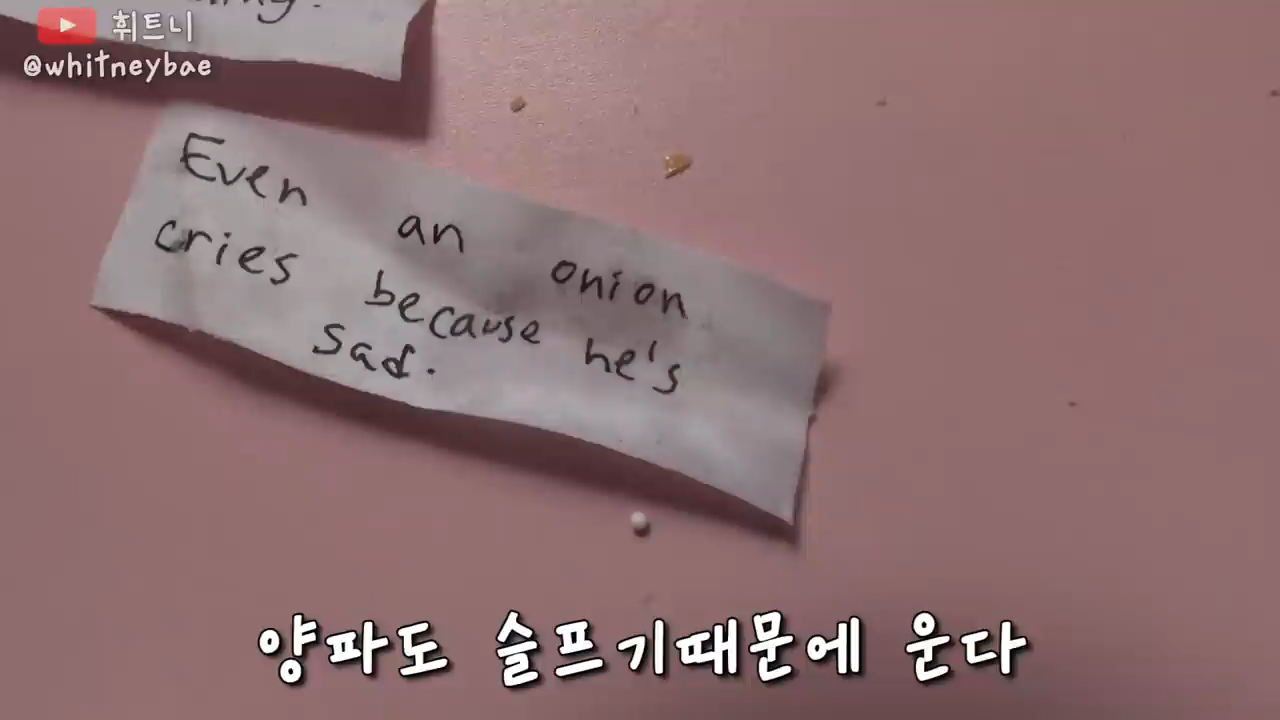 휘트니
@whitneybae
Even an onion
cries because he's
sad.
양파도 슬프기때문에 운다